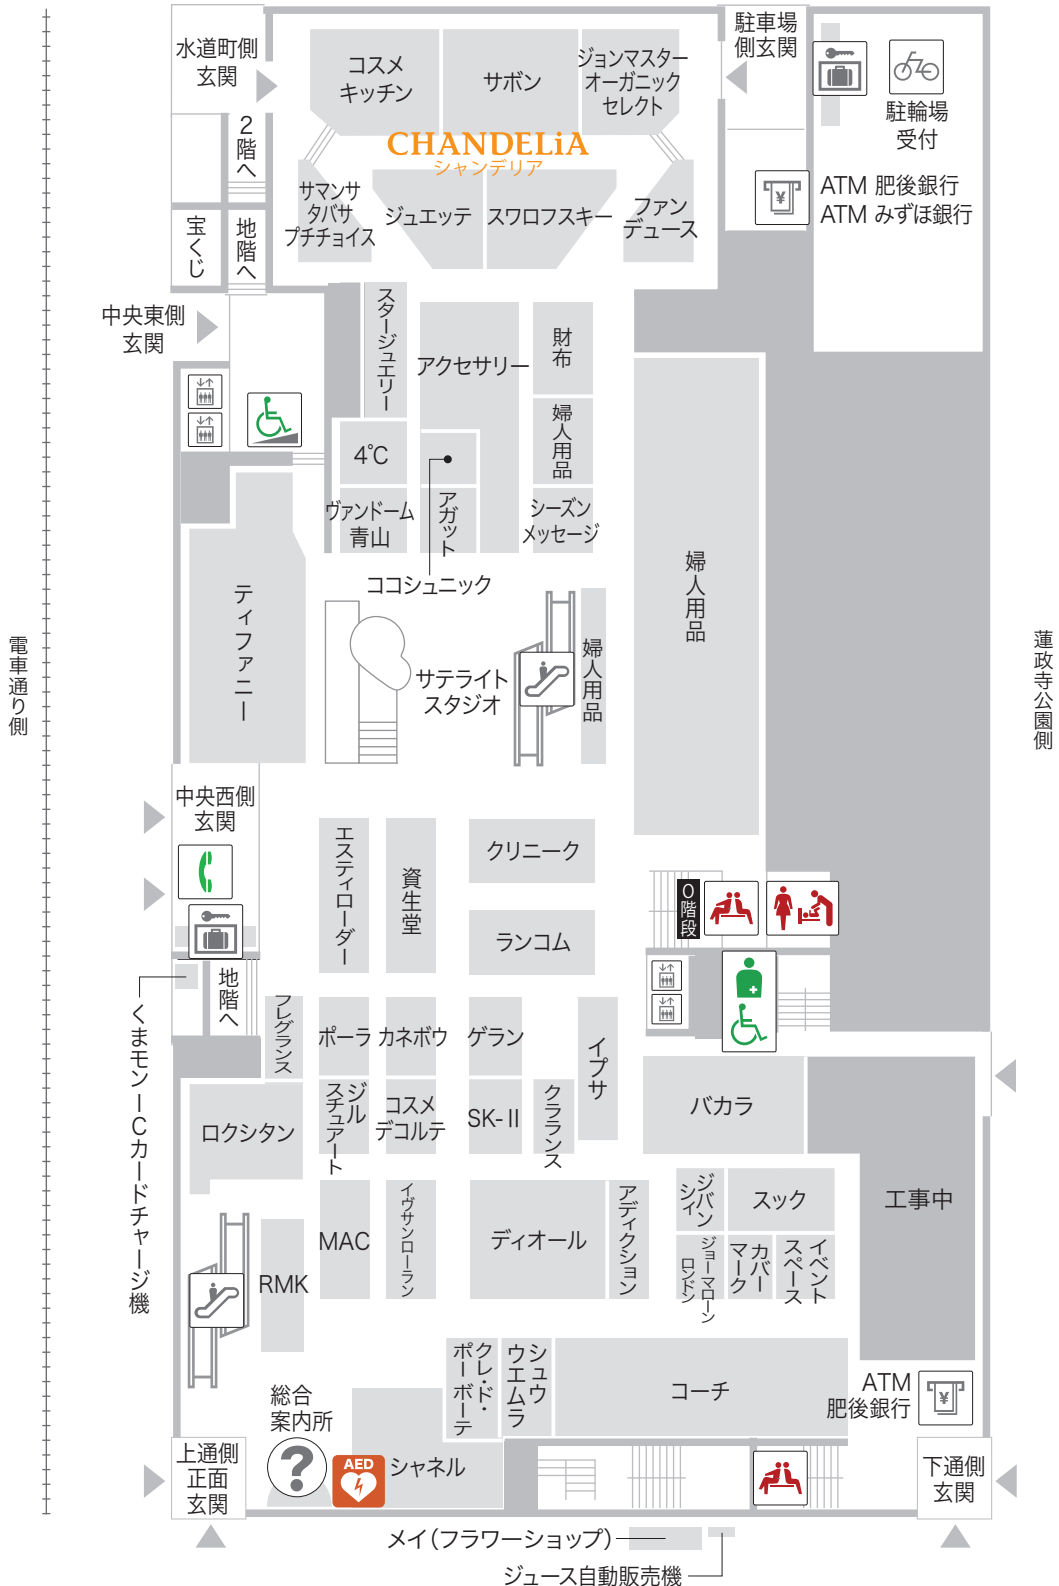 水道町側
玄関
駐車場
側玄関
コスメ
キッチン
サボン
ジョンマスター
オーガニック
セレクト
駐輪場
受付
2階へ
CHANDELiA
シャンデリア
ATM 肥後銀行
ATM みずほ銀行
サマンサ
タバサ
プチチョイス
ジュエッテ
スワロフスキー
ファン
デュース
宝くじ
地階へ
中央東側
玄関
スタージュエリー
アクセサリー
財布
婦人用品
4℃
ヴァンドーム
青山
アガット
シーズン
メッセージ
ココシュニック
婦人用品
ティファニー
サテライト
スタジオ
婦人用品
電車通り側
蓮政寺公園側
中央西側
玄関
エスティローダー
資生堂
クリニーク
ランコム
O階段
地階へ
くまモンICカードチャージ機
フレグランス
ポーラ
カネボウ
ゲラン
イプサ
ロクシタン
ジル
スチュアート
コスメ
デコルテ
SK-II
クラランス
バカラ
工事中
MAC
イヴサンローラン
ディオール
アディクション
ジバン
シイ
スック
RMK
ジョーマローン
ロンドン
カバー
マーク
イベント
スペース
クレ・ド・
ポー ボーテ
シュウ
ウエムラ
コーチ
ATM
肥後銀行
総合
案内所
?
AED
シャネル
上通側
正面
玄関
下通側
玄関
メイ(フラワーショップ)
ジュース自動販売機